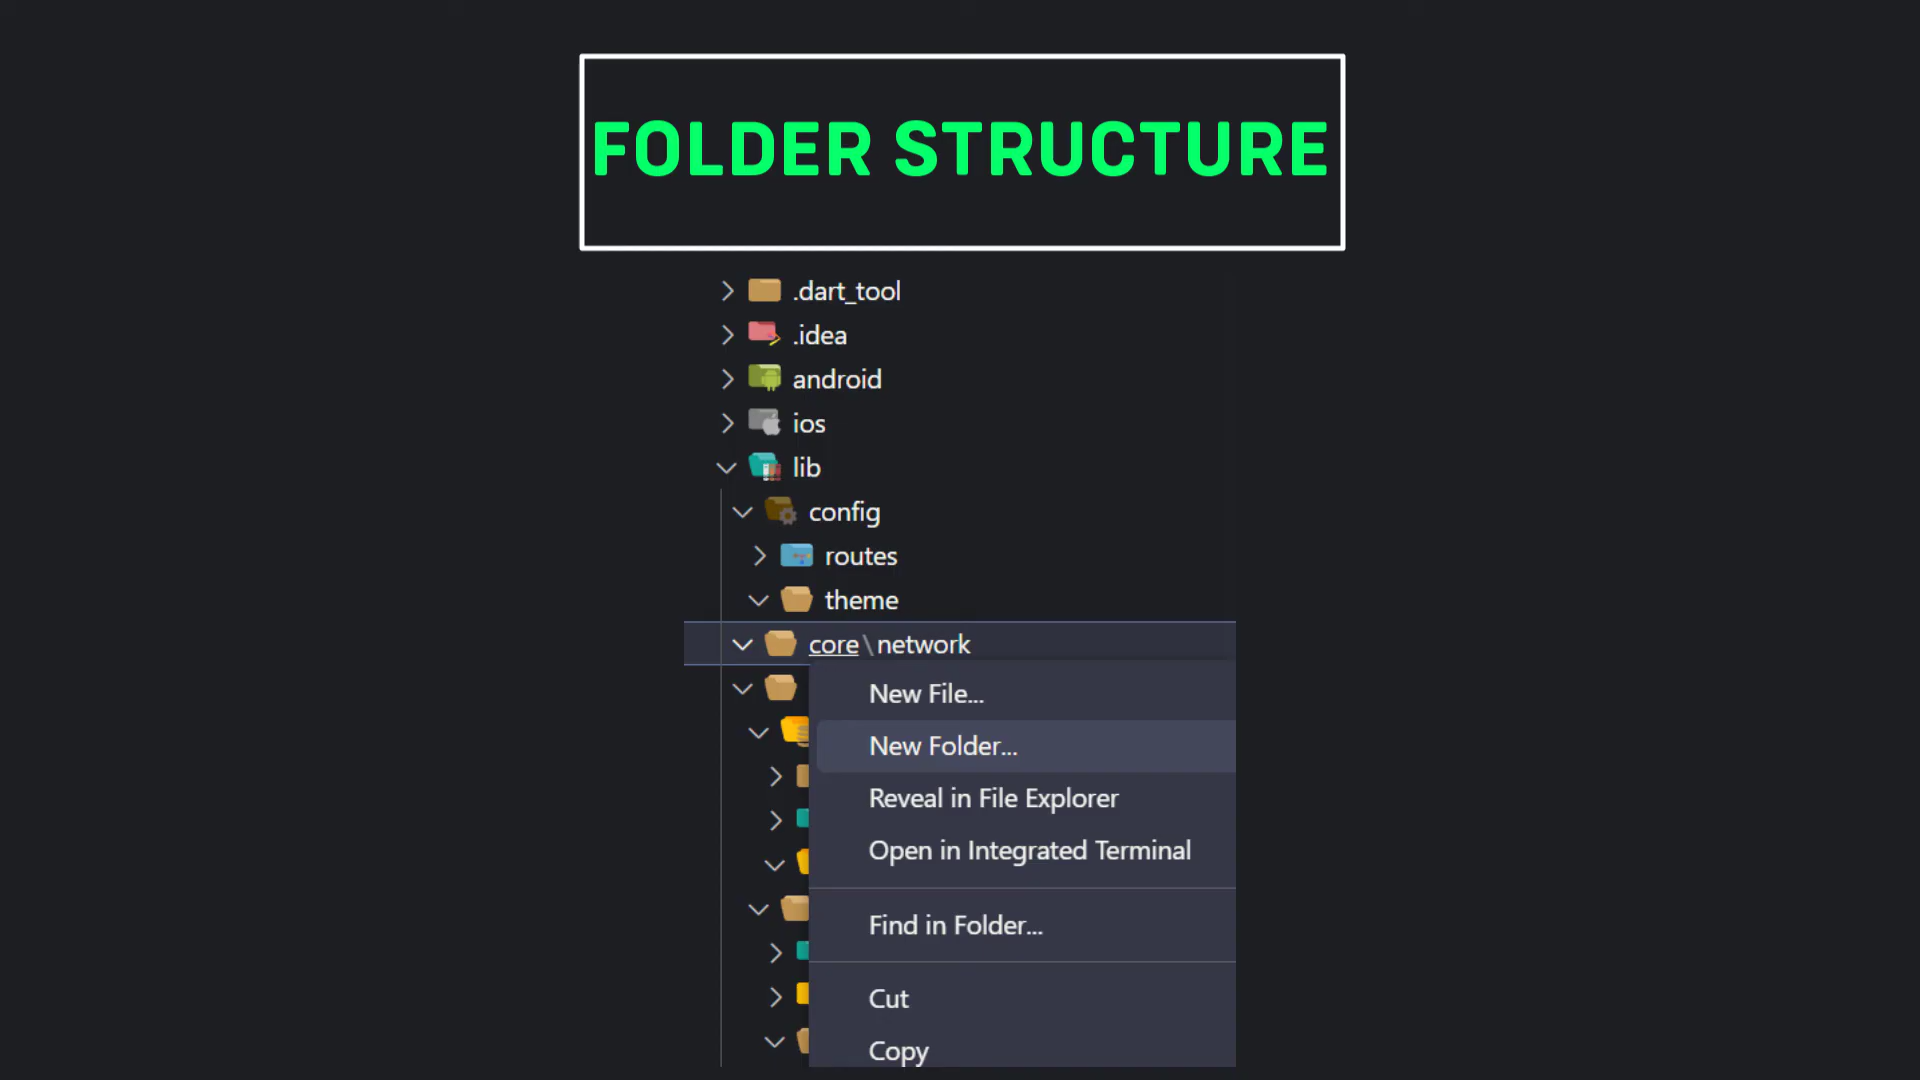 FOLDER STRUCTURE
.dart_tool
.idea
android
ios
lib
config
routes
theme
core\network
New File...
New Folder...
Reveal in File Explorer
Open in Integrated Terminal
Find in Folder...
Cut
Copy